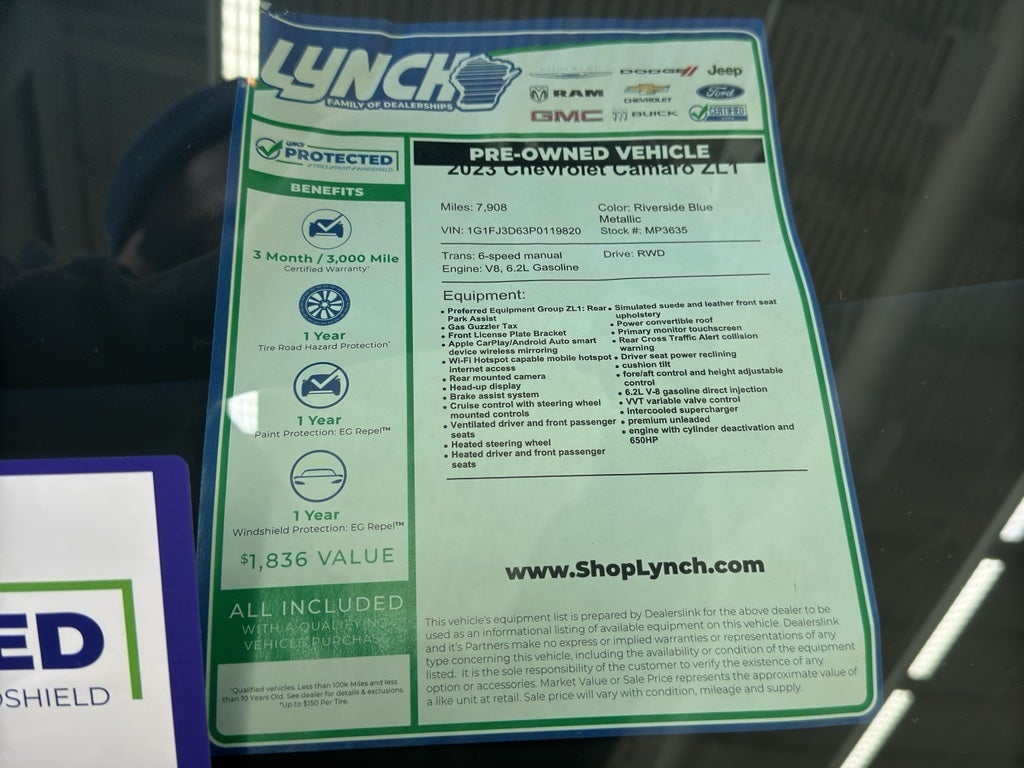 LYNCH
FAMILY OF DEALERSHIPS
DODGE Jeep
RAM CHEVROLET Ford
GMC BUICK CERTIFIED
LYNCH
PROTECTED
TIRES PAINT WINDSHIELD
BENEFITS
3 Month / 3,000 Mile
Certified Warranty*
1 Year
Tire Road Hazard Protection*
1 Year
Paint Protection: EG Repel™
1 Year
Windshield Protection: EG Repel™
$1,836 VALUE
ALL INCLUDED
WITH A QUALIFYING
VEHICLE PURCHASE
*Qualified vehicles: Less than 100k Miles and less
than 10 Years Old. See dealer for details & exclusions.
*Up to $150 Per Tire.
PRE-OWNED VEHICLE
2023 Chevrolet Camaro ZL1
Miles: 7,908
Color: Riverside Blue
Metallic
VIN: 1G1FJ3D63P0119820
Stock #: MP3635
Trans: 6-speed manual
Drive: RWD
Engine: V8, 6.2L Gasoline
Equipment:
• Preferred Equipment Group ZL1: Rear
Park Assist
• Gas Guzzler Tax
• Front License Plate Bracket
• Apple CarPlay/Android Auto smart
device wireless mirroring
• Wi-Fi Hotspot capable mobile hotspot
internet access
• Rear mounted camera
• Head-up display
• Brake assist system
• Cruise control with steering wheel
mounted controls
• Ventilated driver and front passenger
seats
• Heated steering wheel
• Heated driver and front passenger
seats
• Simulated suede and leather front seat
upholstery
• Power convertible roof
• Primary monitor touchscreen
• Rear Cross Traffic Alert collision
warning
• Driver seat power reclining
• cushion tilt
• fore/aft control and height adjustable
control
• 6.2L V-8 gasoline direct injection
• VVT variable valve control
• intercooled supercharger
• premium unleaded
• engine with cylinder deactivation and
650HP
www.ShopLynch.com
This vehicle's equipment list is prepared by Dealerslink for the above dealer to be
used as an informational listing of available equipment on this vehicle. Dealerslink
and it's Partners make no express or implied warranties or representations of any
type concerning this vehicle, including the availability or condition of the equipment
listed. It is the sole responsibility of the customer to verify the existence of any
option or accessories. Market Value or Sale Price represents the approximate value of
a like unit at retail. Sale price will vary with condition, mileage and supply.
ED
DSHIELD